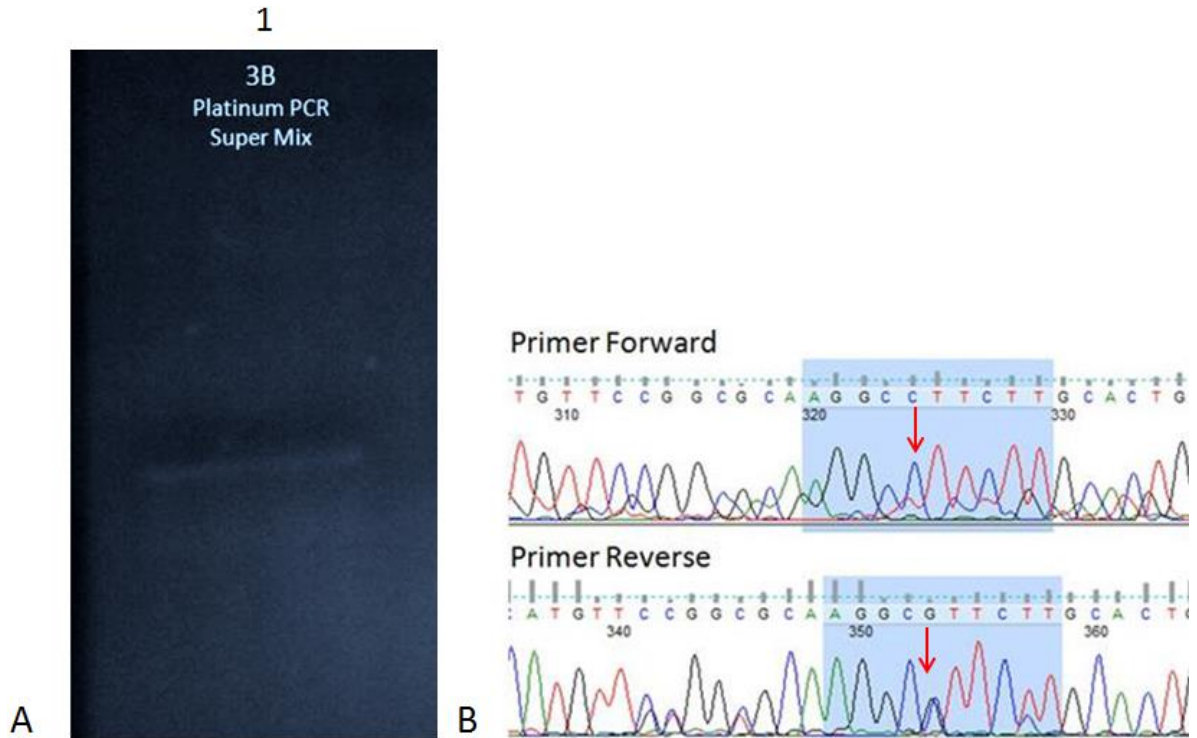 1
3B
Platinum PCR
Super Mix
A
B
Primer Forward
T G T T C C G G C G C A A G G C C T T C T T G C A C T G
310 320 330
Primer Reverse
C A T G T T C C G G C G C A A G G C G T T C T T G C A C T G
340 350 360